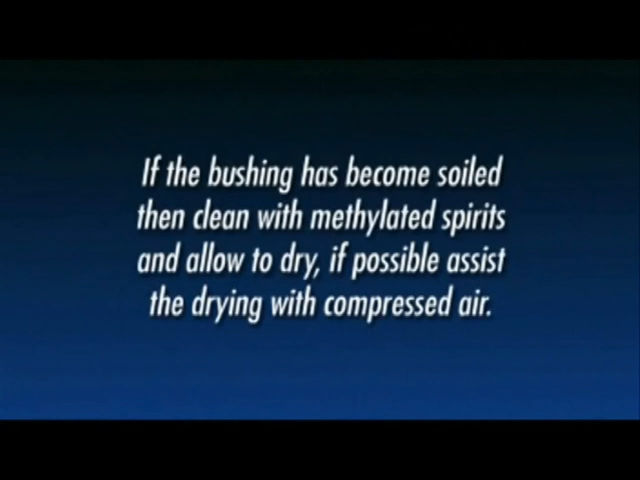 If the bushing has become soiled
then clean with methylated spirits
and allow to dry, if possible assist
the drying with compressed air.